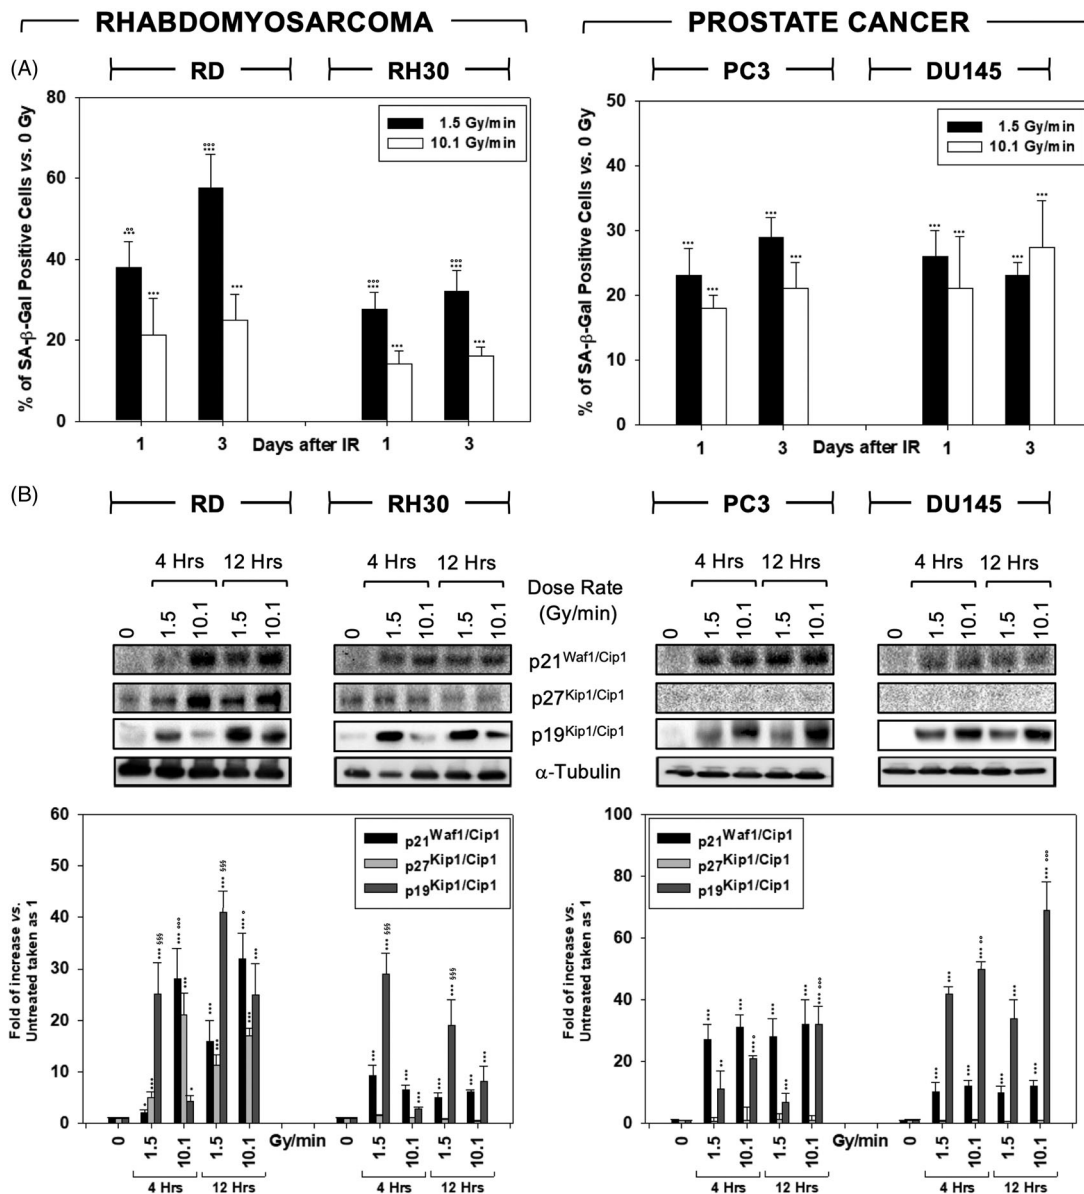 RHABDOMYOSARCOMA
PROSTATE CANCER
(A)
RD
RH30
PC3
DU145
% of SA-β-Gal Positive Cells vs. 0 Gy
80
60
40
20
0
1.5 Gy/min
10.1 Gy/min
1 3 Days after IR 1 3
% of SA-β-Gal Positive Cells vs. 0 Gy
50
40
30
20
10
0
1.5 Gy/min
10.1 Gy/min
1 3 Days after IR 1 3
(B)
RD
RH30
PC3
DU145
4 Hrs 12 Hrs
4 Hrs 12 Hrs
4 Hrs 12 Hrs
4 Hrs 12 Hrs
Dose Rate
(Gy/min)
0 1.5 10.1 1.5 10.1
0 1.5 10.1 1.5 10.1
0 1.5 10.1 1.5 10.1
0 1.5 10.1 1.5 10.1
p21Waf1/Cip1
p27Kip1/Cip1
p19Kip1/Cip1
α-Tubulin
Fold of increase vs.
Untreated taken as 1
60
50
40
30
20
10
0
p21Waf1/Cip1
p27Kip1/Cip1
p19Kip1/Cip1
0 1.5 10.1 1.5 10.1 Gy/min 0 1.5 10.1 1.5 10.1
4 Hrs 12 Hrs 4 Hrs 12 Hrs
Fold of increase vs.
Untreated taken as 1
100
80
60
40
20
0
p21Waf1/Cip1
p27Kip1/Cip1
p19Kip1/Cip1
0 1.5 10.1 1.5 10.1 Gy/min 0 1.5 10.1 1.5 10.1
4 Hrs 12 Hrs 4 Hrs 12 Hrs